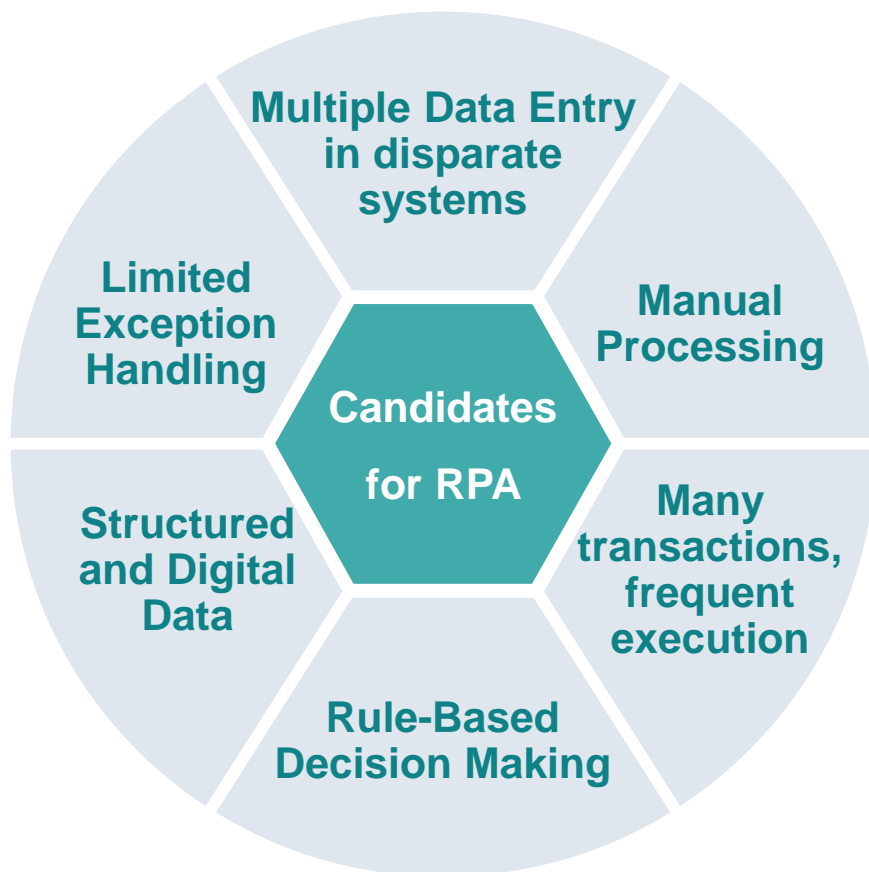 Multiple Data Entry
in disparate
systems
Manual
Processing
Many
transactions,
frequent
execution
Rule-Based
Decision Making
Structured
and Digital
Data
Limited
Exception
Handling
Candidates
for RPA